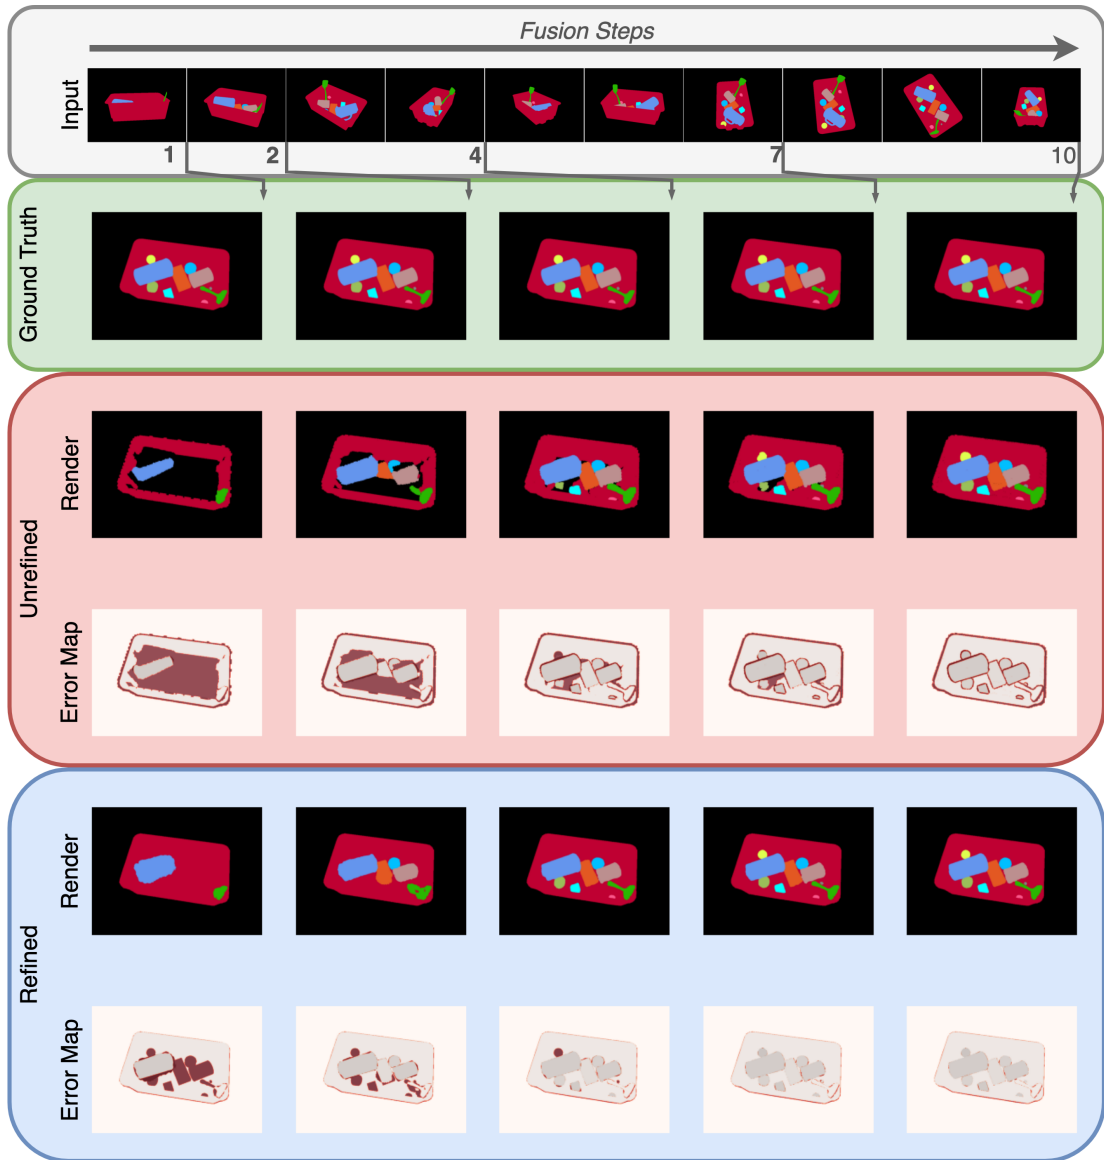 Fusion Steps
Input
1
2
4
7
10
Ground Truth
Unrefined
Render
Error Map
Refined
Render
Error Map